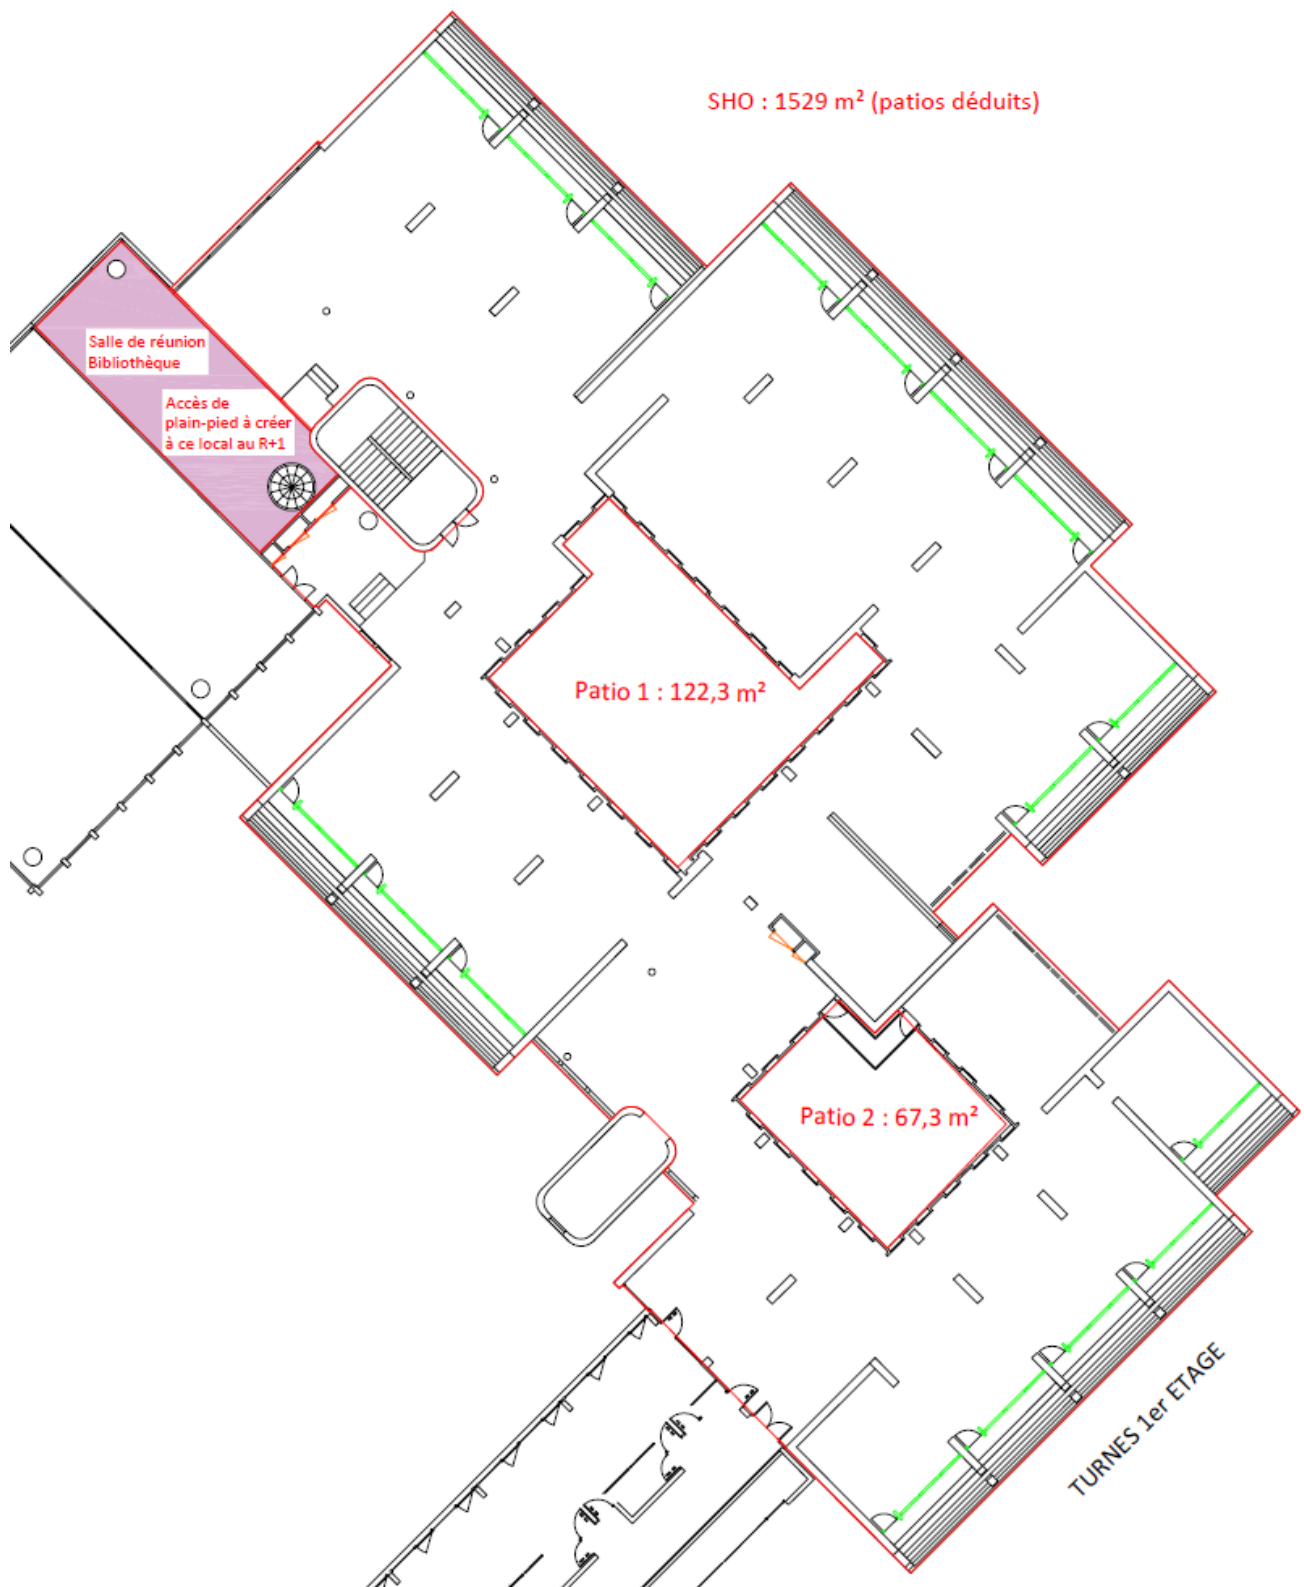 SHO : 1529 m² (patios déduits)
Salle de réunion
Bibliothèque
Accès de
plain-pied à créer
à ce local au R+1
Patio 1 : 122,3 m²
Patio 2 : 67,3 m²
TURNES 1er ETAGE